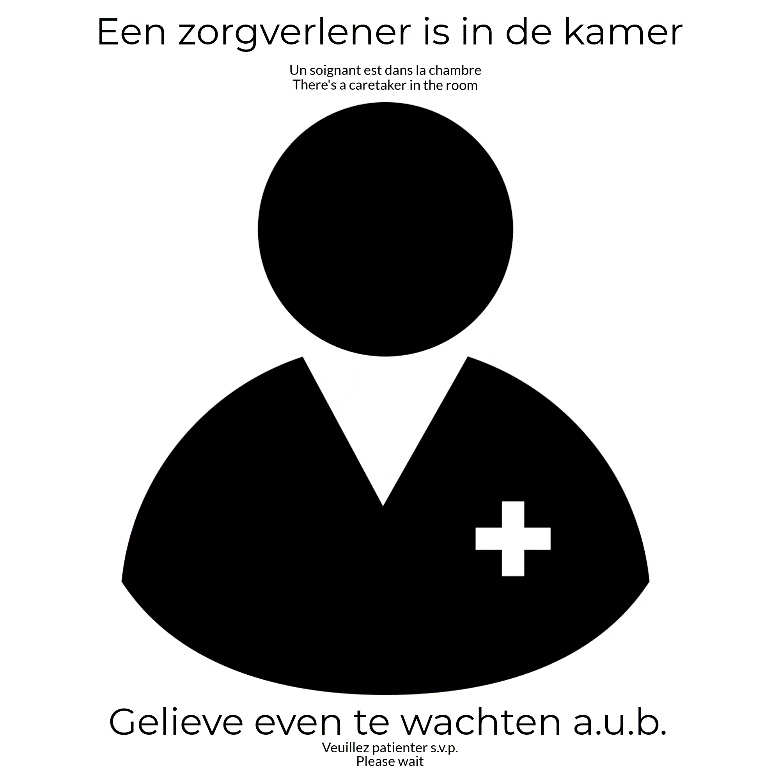 Een zorgverlener is in de kamer
Un soignant est dans la chambre
There's a caretaker in the room
Gelieve even te wachten a.u.b.
Veuillez patienter s.v.p.
Please wait